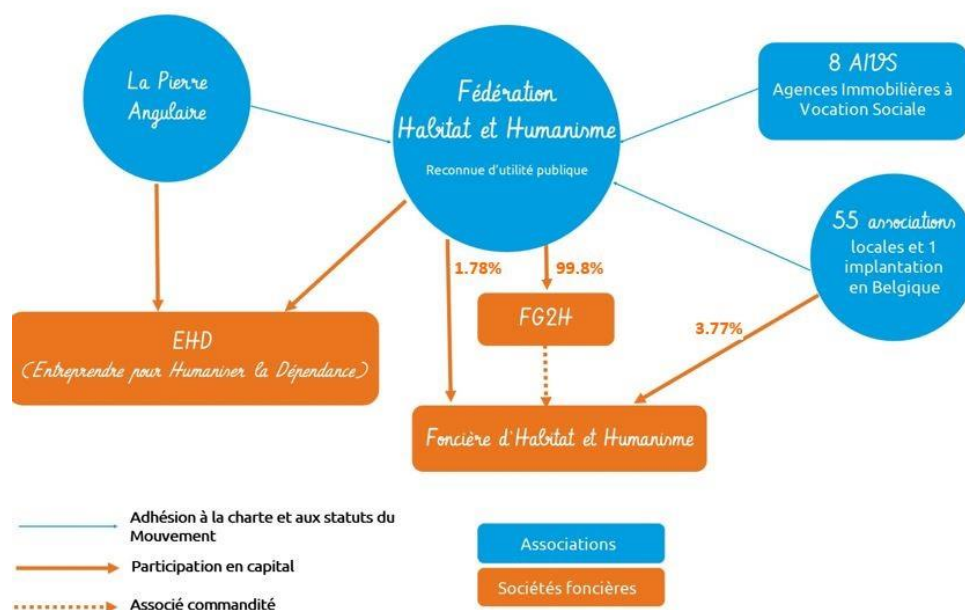 La Pierre
Angulaire
Fédération
Habitat et Humanisme
Reconnue d'utilité publique
8 AIVS
Agences Immobilières à
Vocation Sociale
55 associations
locales et 1
implantation
en Belgique
1.78%
99.8%
3.77%
FG2H
EHD
(Entreprendre pour Humaniser la Dépendance)
Foncière d'Habitat et Humanisme
Adhésion à la charte et aux statuts du
Mouvement
Participation en capital
Associé commandité
Associations
Sociétés foncières